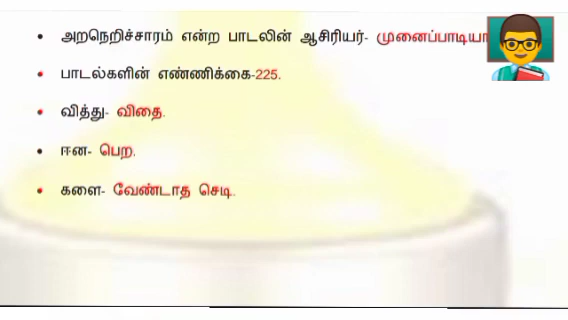 அறநெறிச்சாரம் என்ற பாடலின் ஆசிரியர்-
பாடல்களின் எண்ணிக்கை-225.
வித்து- விதை.
ஈன- பெற.
களை- வேண்டாத செடி.